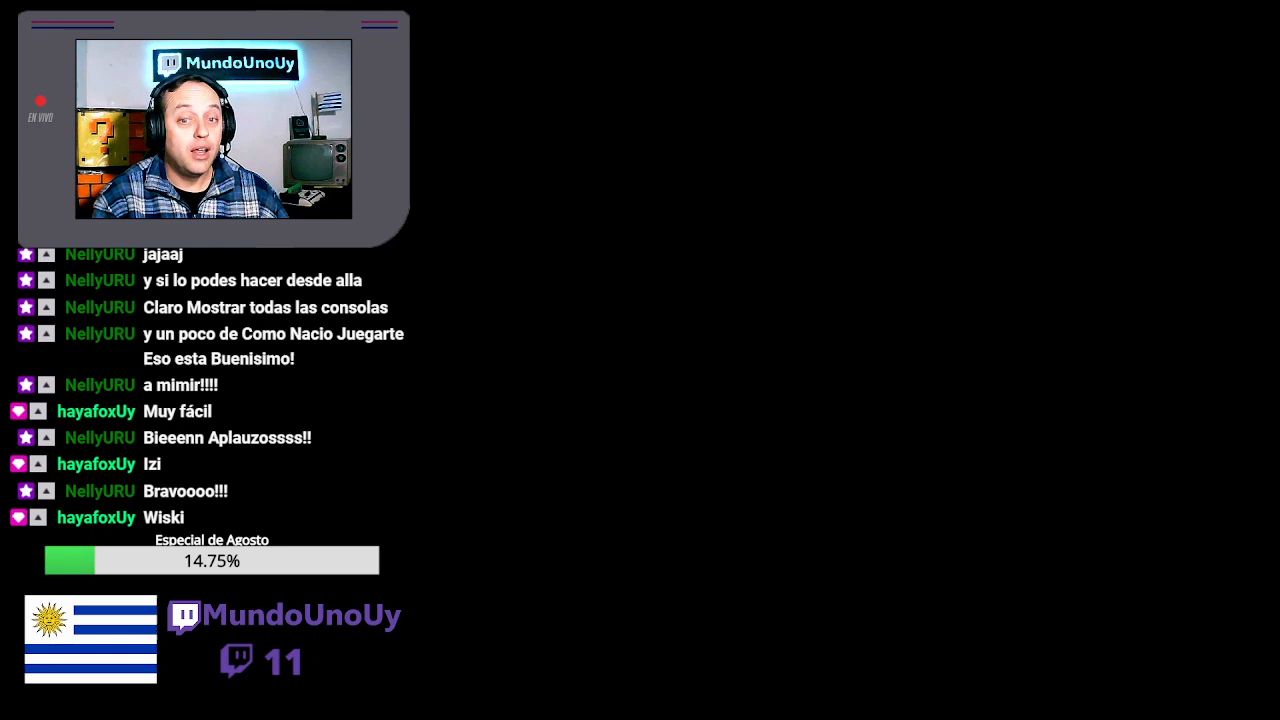 MundoUnoUy
EN VIVO
?
NellyURU jajaaj
NellyURU y si lo podes hacer desde alla
NellyURU Claro Mostrar todas las consolas
NellyURU y un poco de Como Nacio Juegarte
Eso esta Buenisimo!
NellyURU a mimir!!!!
hayafoxUy Muy fácil
NellyURU Bieeenn Aplauzossss!!
hayafoxUy Izi
NellyURU Bravoooo!!!
hayafoxUy Wiski
Especial de Agosto
14.75%
MundoUnoUy
11